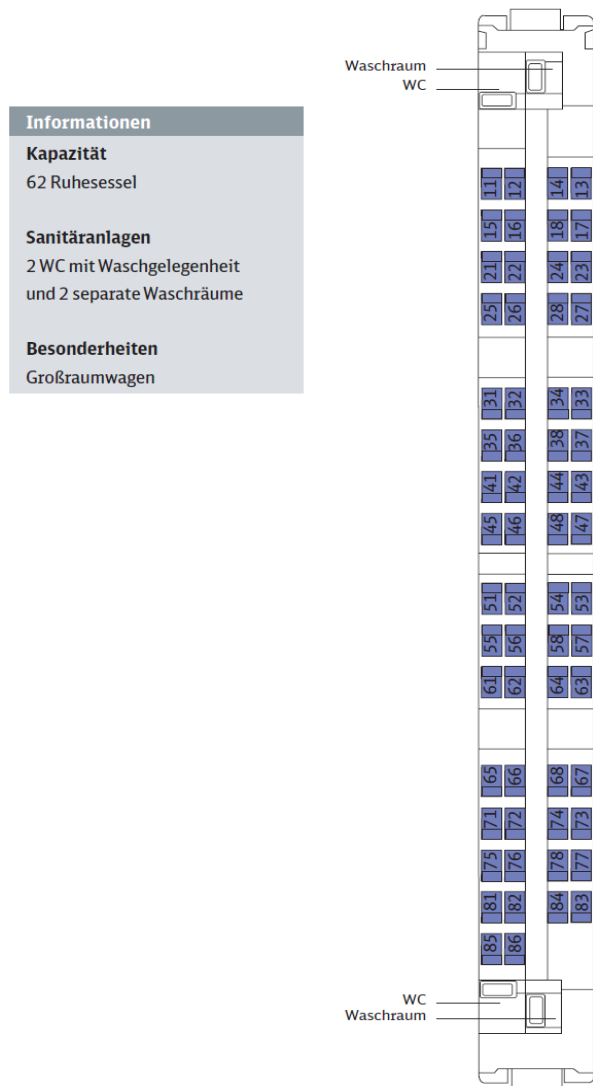 Waschraum
WC
Informationen
Kapazität
62 Ruhesessel
Sanitäranlagen
2 WC mit Waschgelegenheit
und 2 separate Waschräume
Besonderheiten
Großraumwagen
11 12 14 13
15 16 18 17
21 22 24 23
25 26 28 27
31 32 34 33
35 36 38 37
41 42 44 43
45 46 48 47
51 52 54 53
55 56 58 57
61 62 64 63
65 66 68 67
71 72 74 73
75 76 78 77
81 82 84 83
85 86
WC
Waschraum